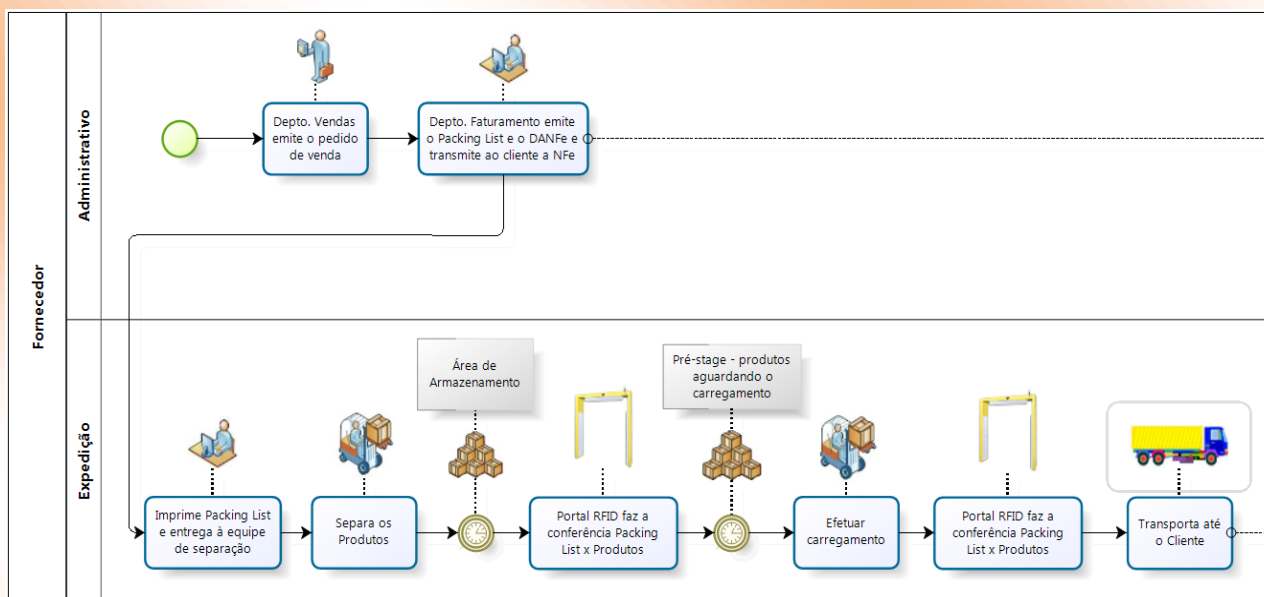 Fornecedor
Administrativo
Depto. Vendas
emite o pedido
de venda
Depto. Faturamento emite
o Packing List e o DANFe e
transmite ao cliente a NFe
Expedição
Área de
Armazenamento
Pré-stage - produtos
aguardando o
carregamento
Imprime Packing List
e entrega à equipe
de separação
Separa os
Produtos
Portal RFID faz a
conferência Packing
List x Produtos
Efetuar
carregamento
Portal RFID faz a
conferência Packing
List x Produtos
Transporta até
o Cliente